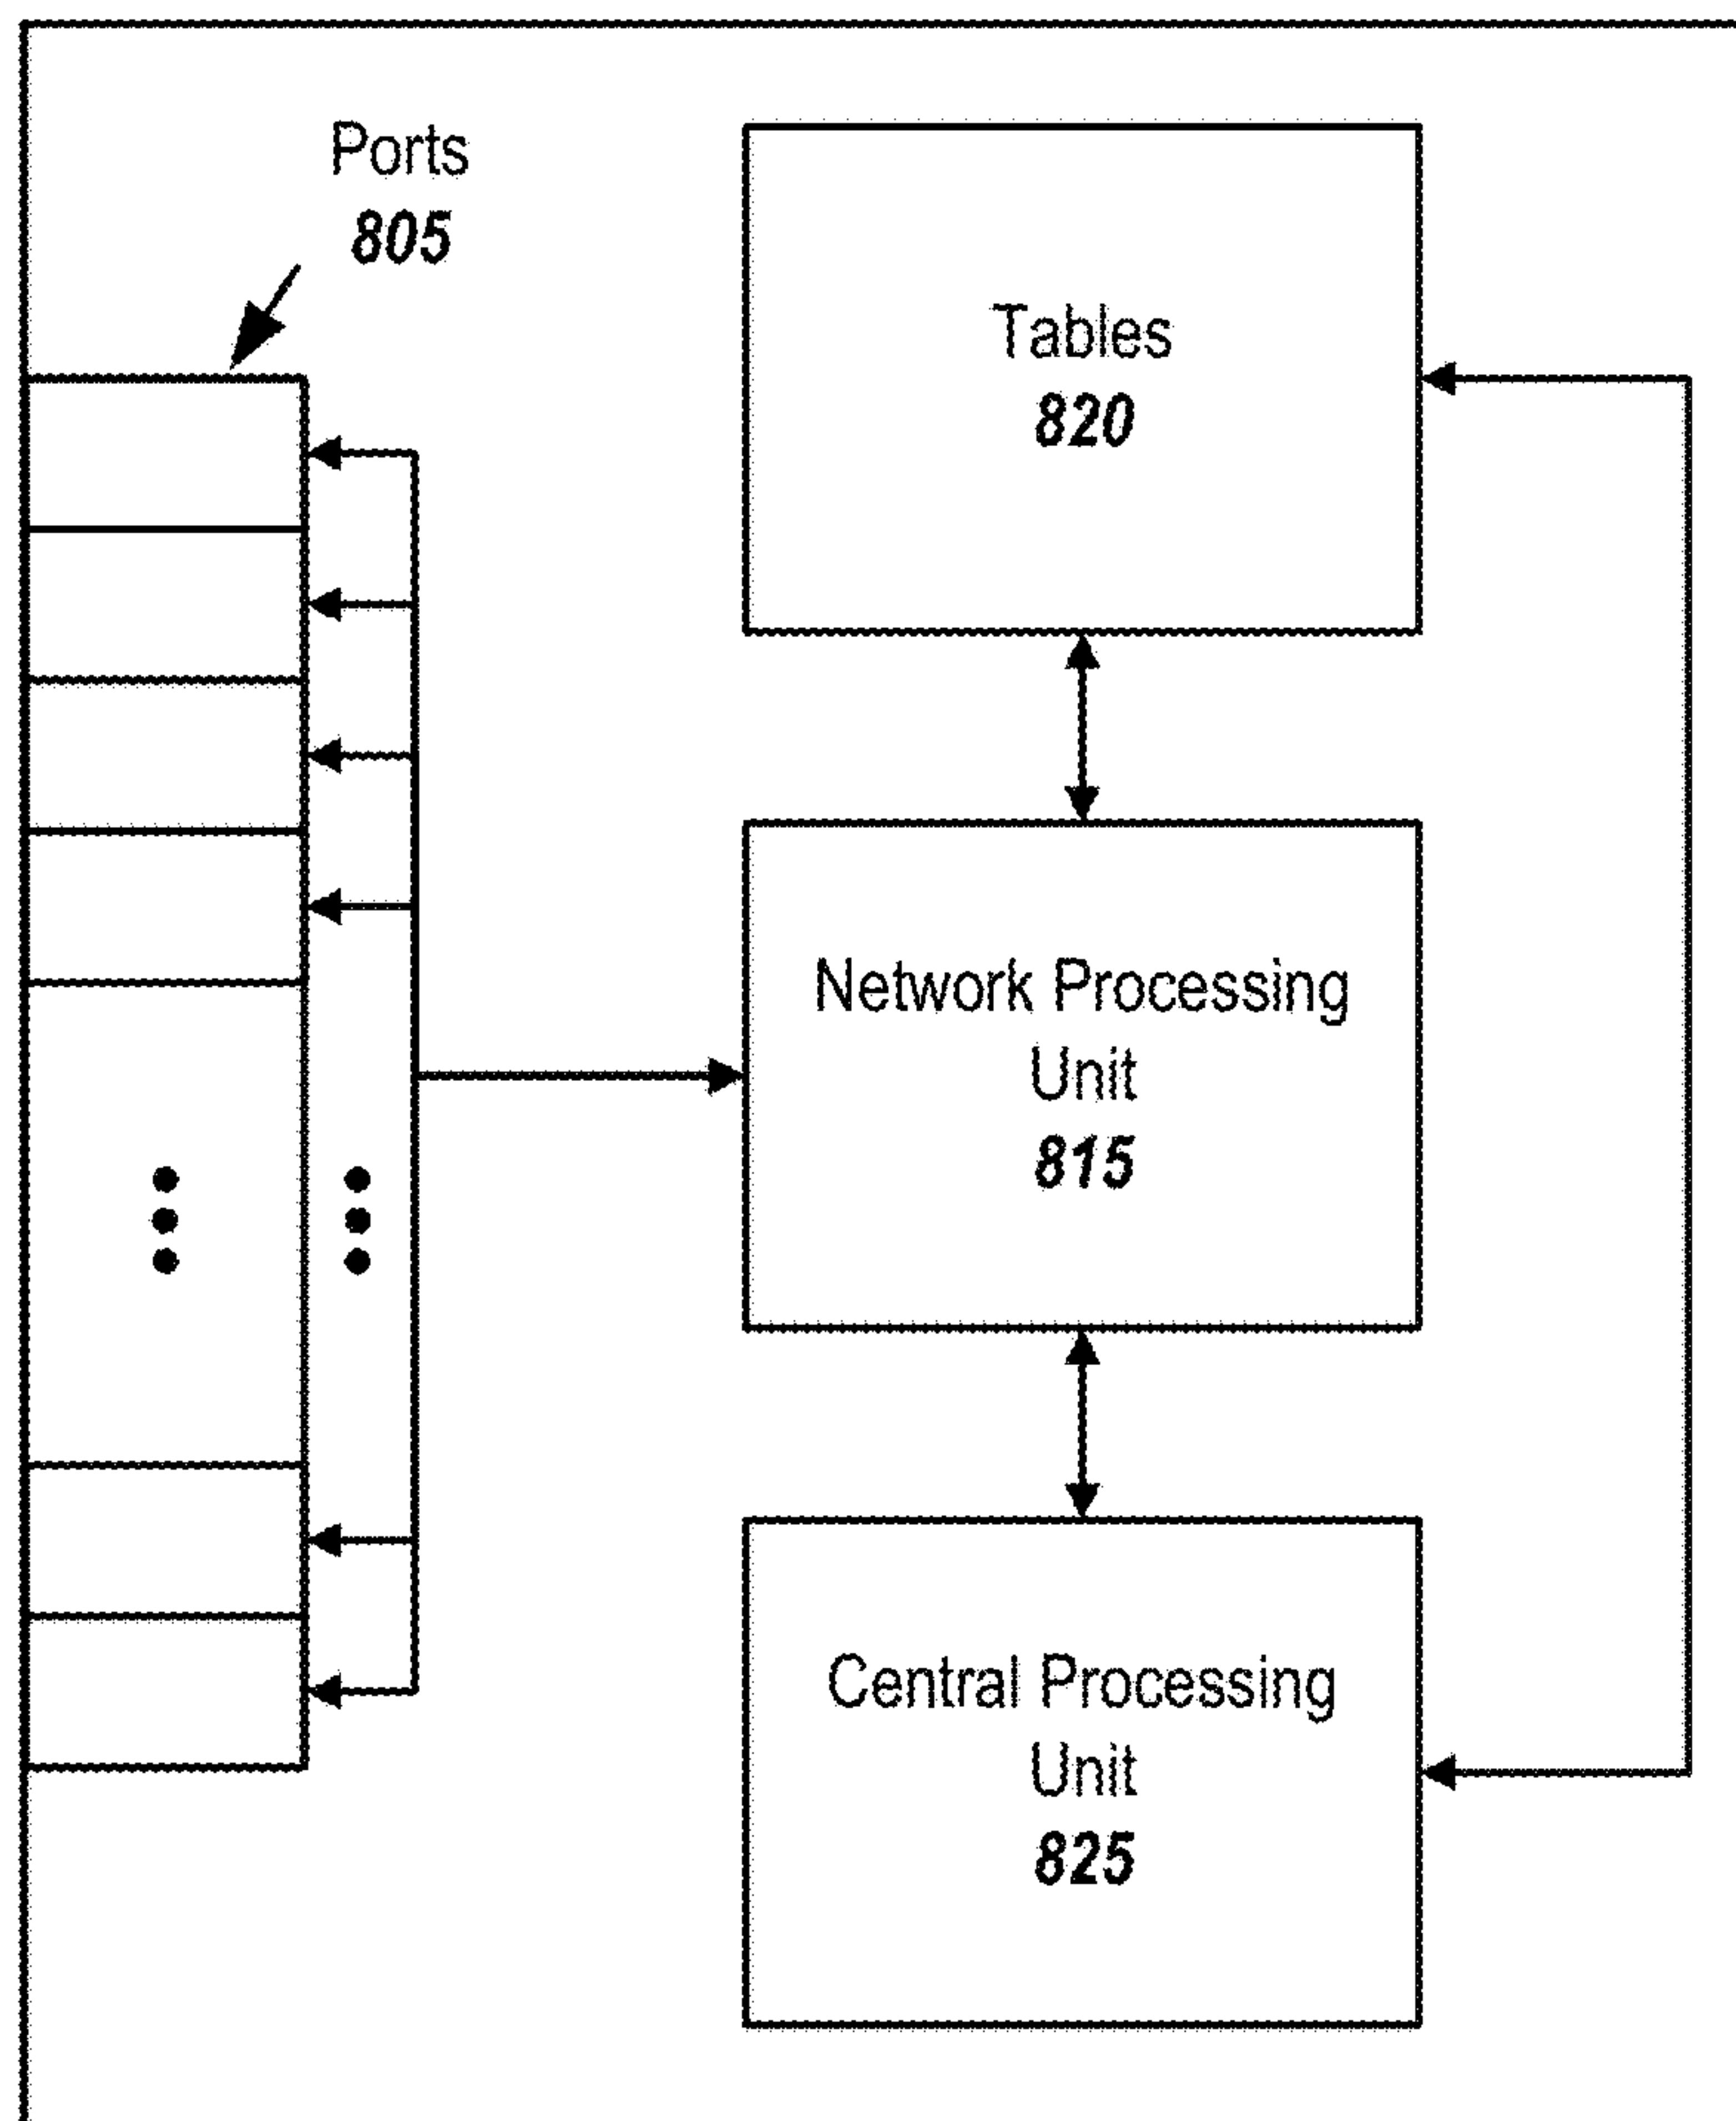 Ports
805
Tables
820
Network Processing
Unit
815
Central Processing
Unit
825